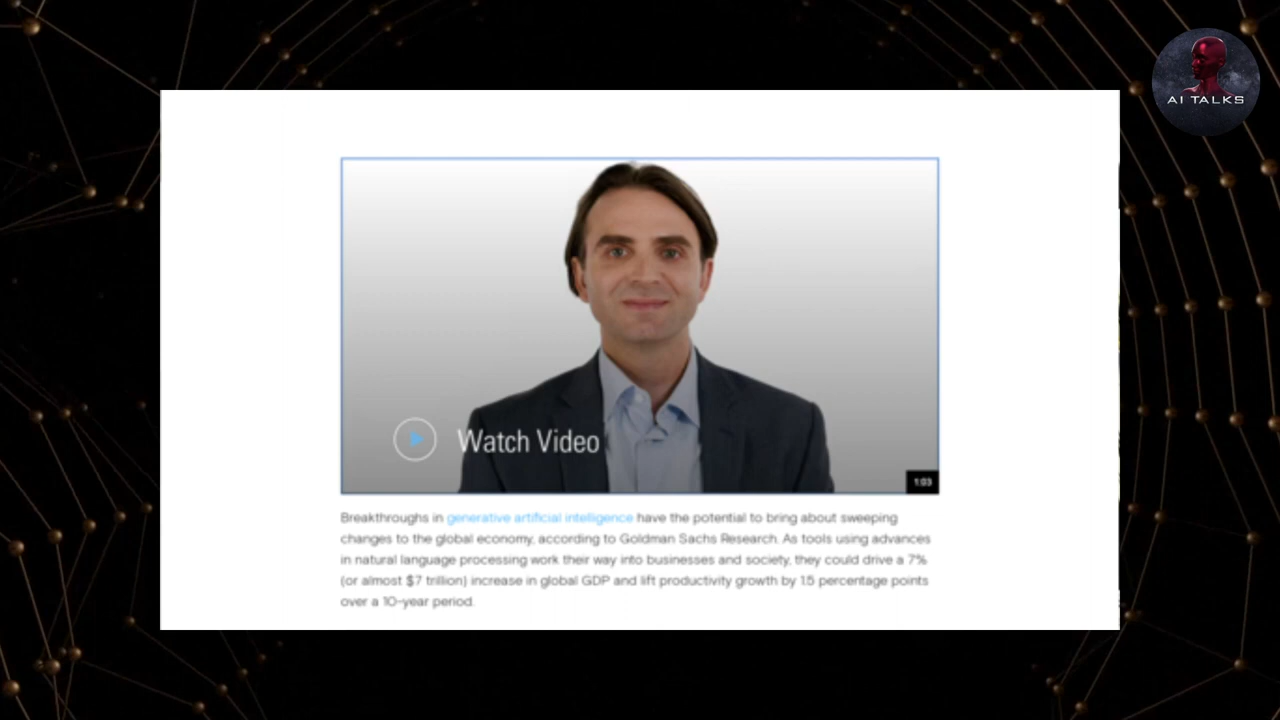 AI TALKS
Watch Video
1:03
Breakthroughs in generative artificial intelligence have the potential to bring about sweeping
changes to the global economy, according to Goldman Sachs Research. As tools using advances
in natural language processing work their way into businesses and society, they could drive a 7%
(or almost $7 trillion) increase in global GDP and lift productivity growth by 1.5 percentage points
over a 10-year period.